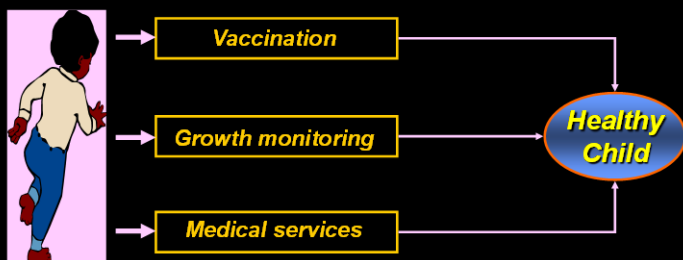 Vaccination
Growth monitoring
Healthy
Child
Medical services